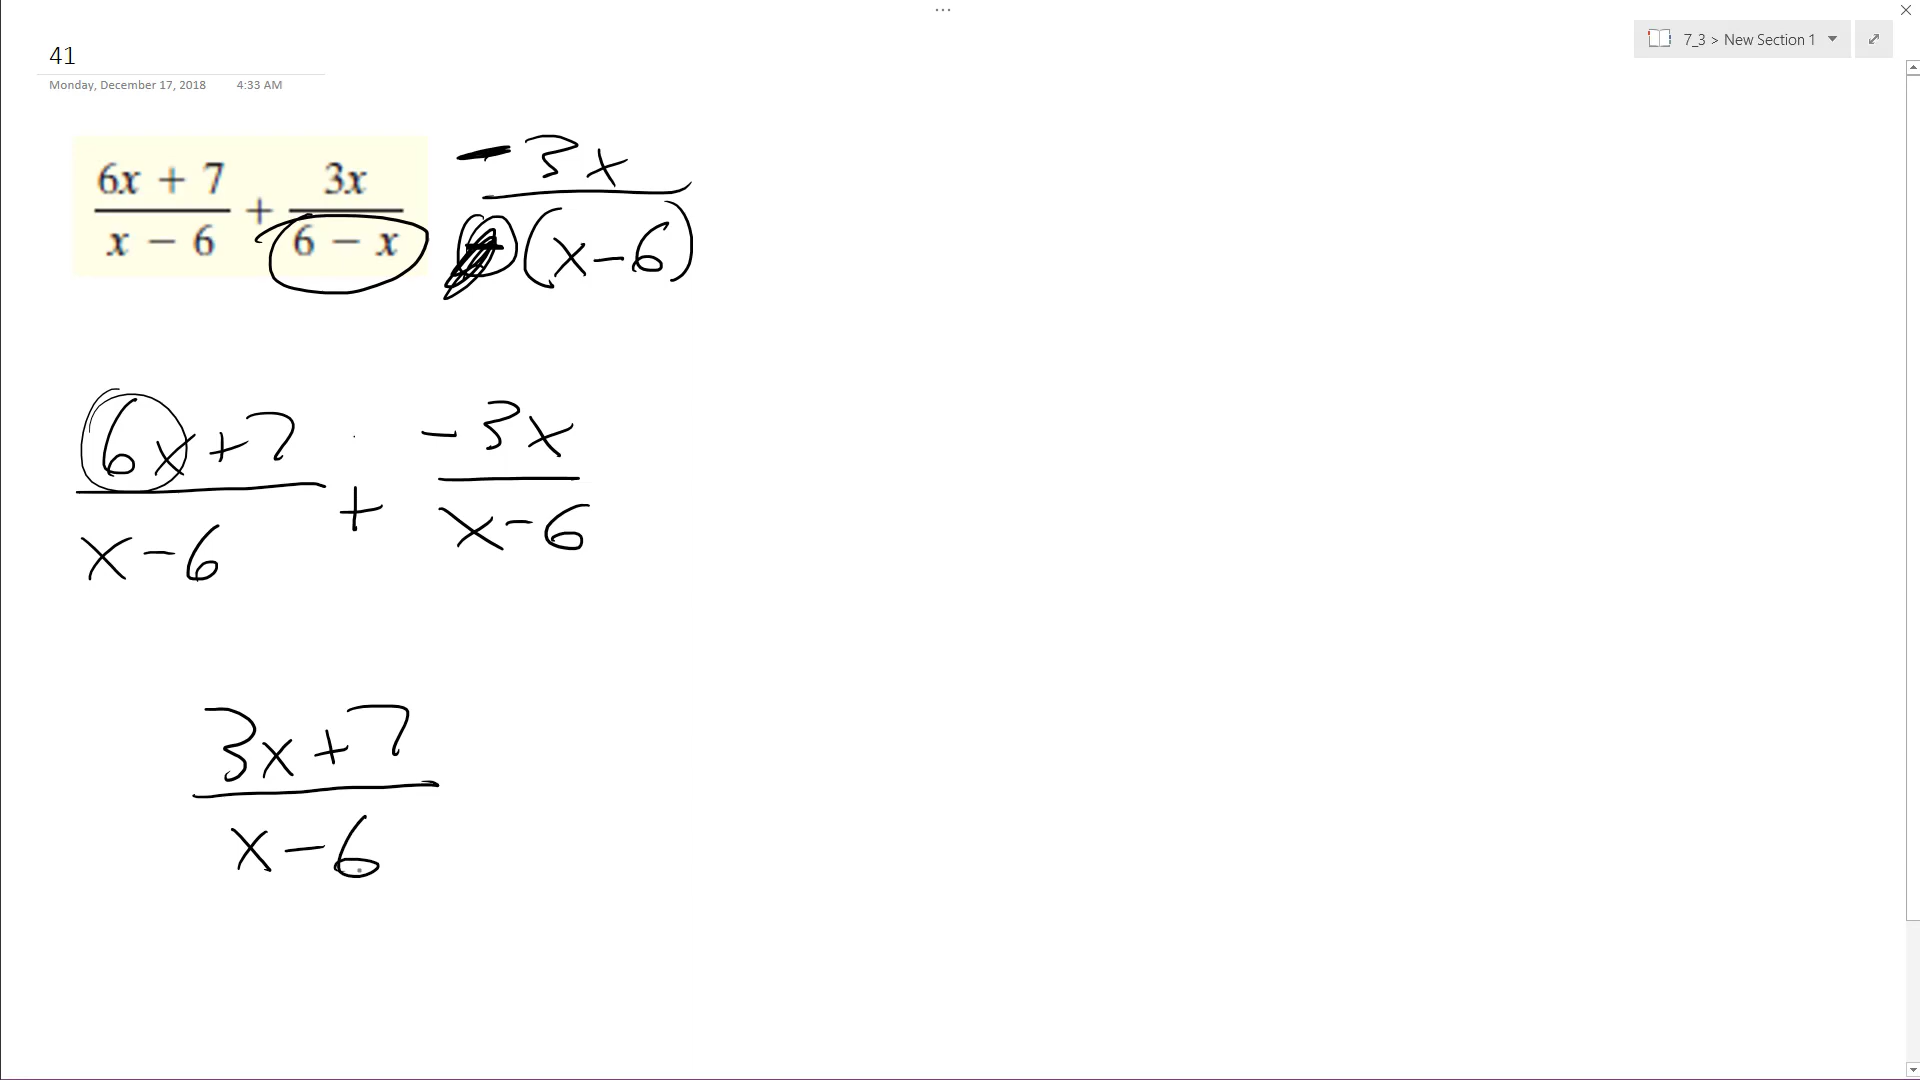 ...
7_3 > New Section 1
41
Monday, December 17, 2018 4:33 AM
6x + 7
x − 6
+
3x
6 − x
-3x
(x-6)
6x+7
x-6
+
-3x
x-6
3x+7
x-6